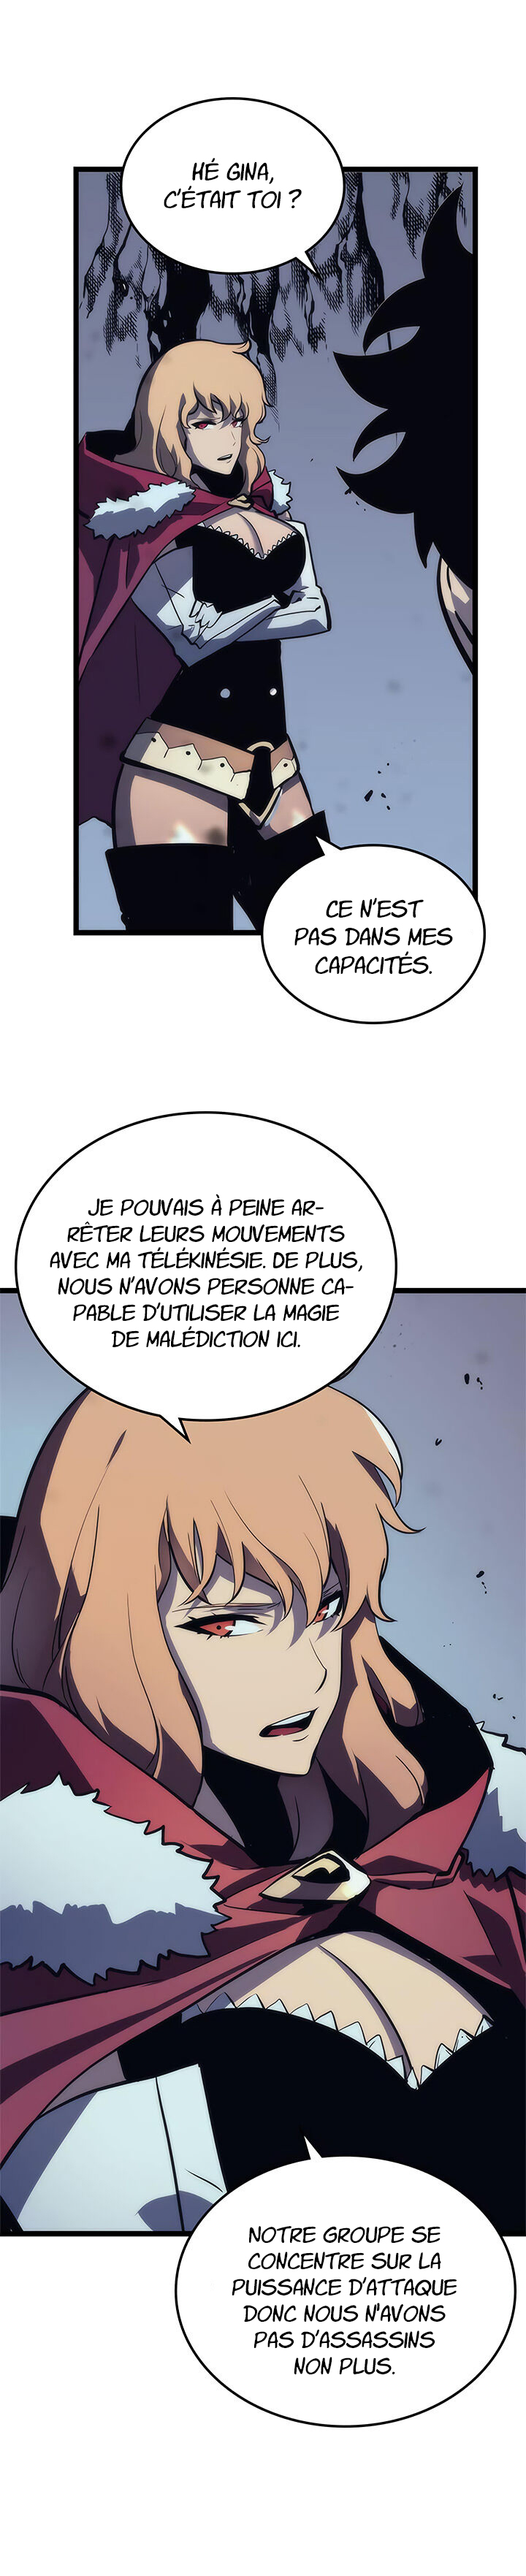 HÉ GINA,
C'ÉTAIT TOI ?
CE N'EST
PAS DANS MES
CAPACITÉS.
JE POUVAIS À PEINE AR-
RÊTER LEURS MOUVEMENTS
AVEC MA TÉLÉKINÉSIE. DE PLUS,
NOUS N'AVONS PERSONNE CA-
PABLE D'UTILISER LA MAGIE
DE MALÉDICTION ICI.
NOTRE GROUPE SE
CONCENTRE SUR LA
PUISSANCE D'ATTAQUE
DONC NOUS N'AVONS
PAS D'ASSASSINS
NON PLUS.